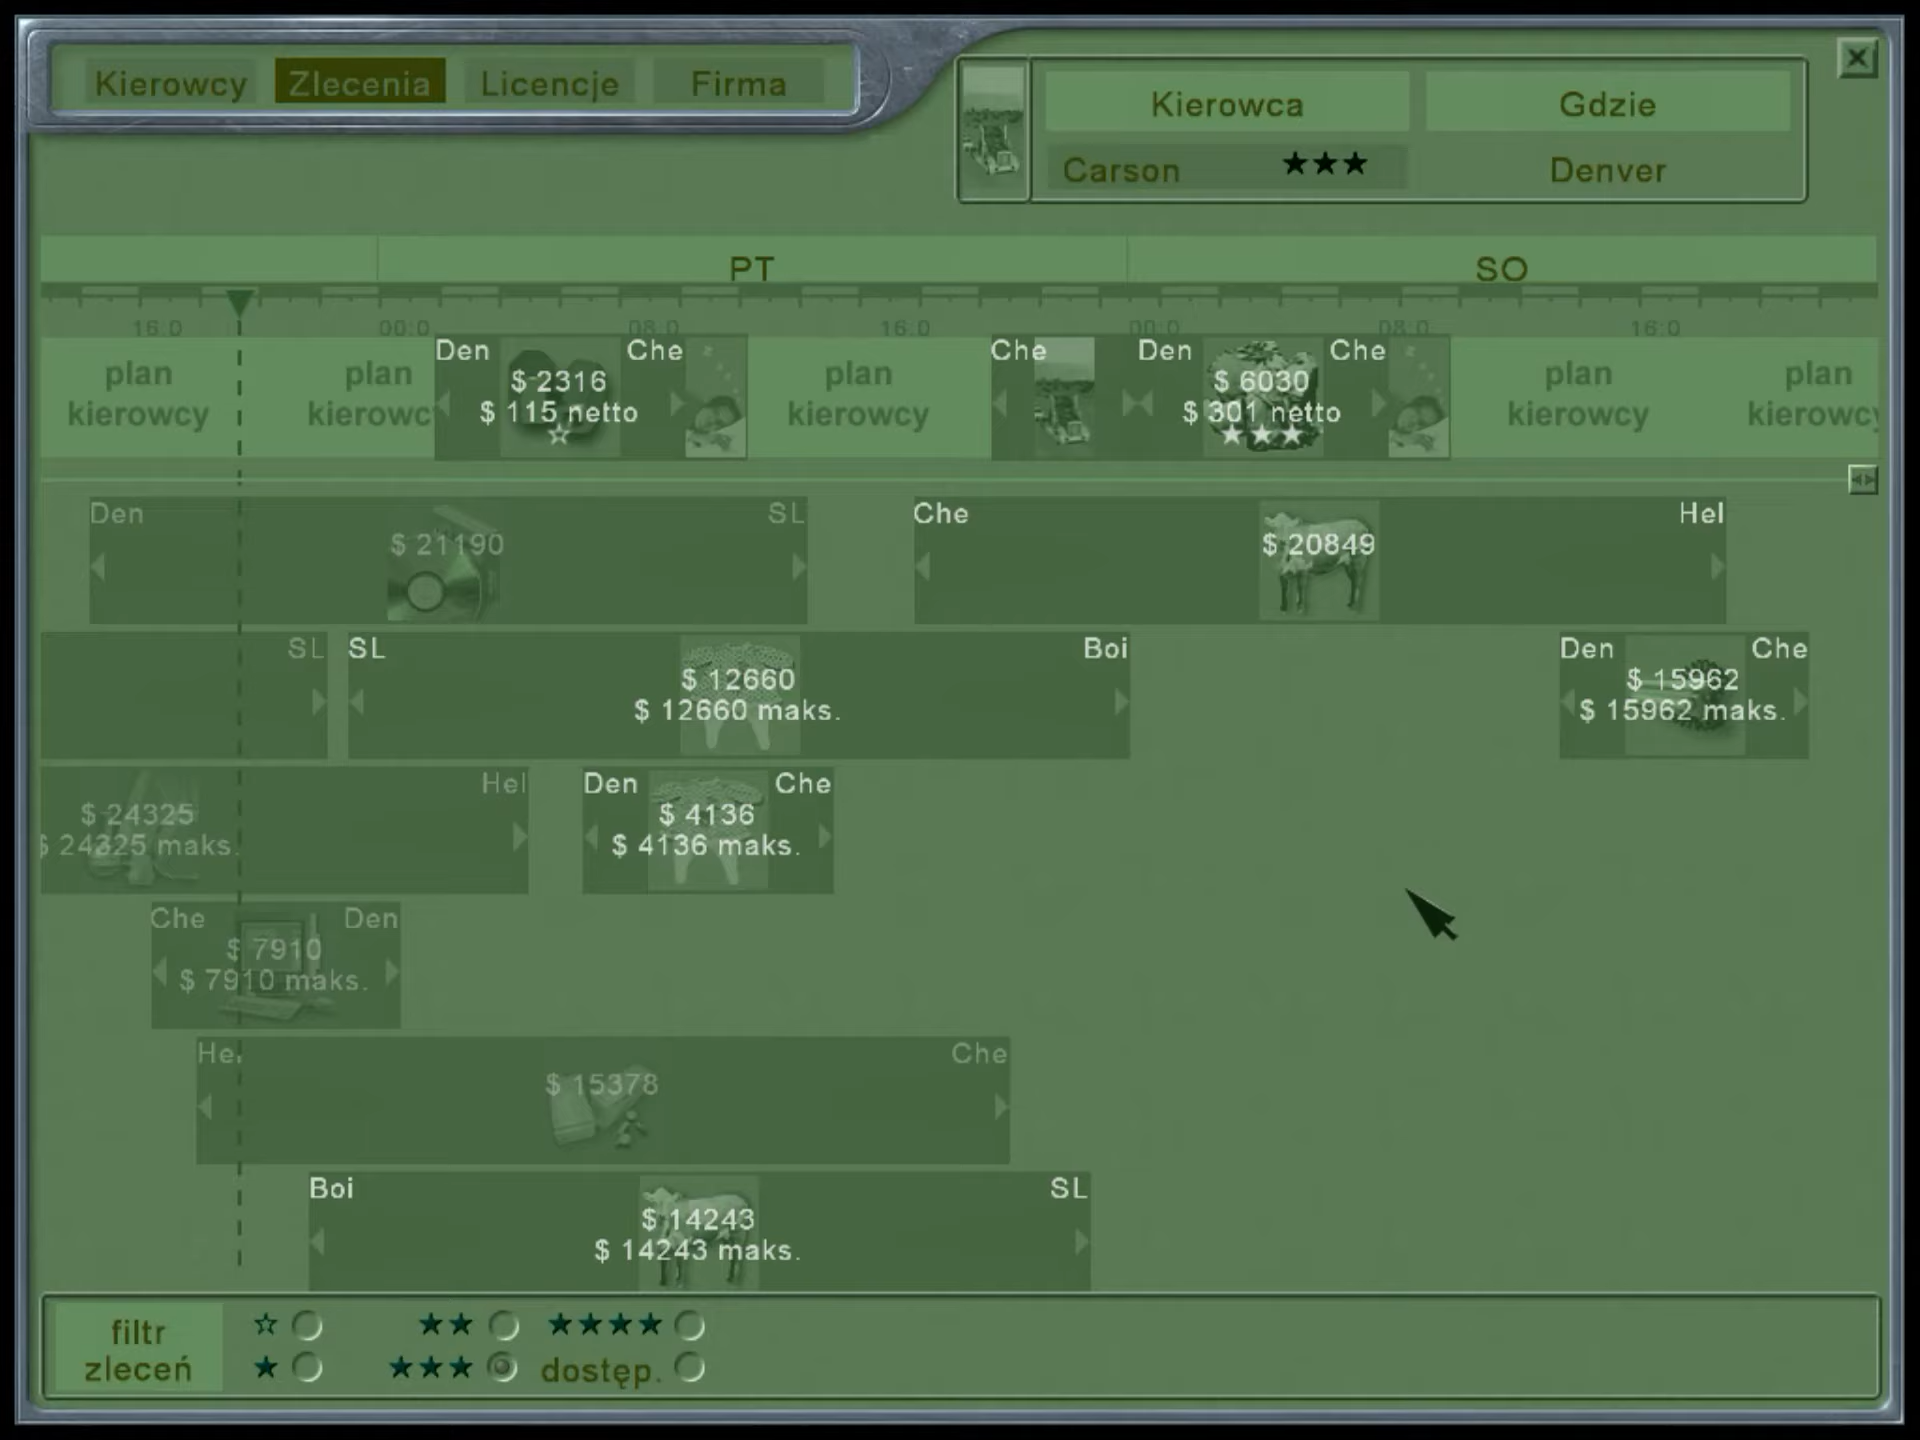 Kierowcy Zlecenia Licencje Firma
Kierowca Gdzie
Carson ★★★ Denver
PT SO
16:0 00:0 08:0 16:0 00:0 08:0 16:0
plan kierowcy
plan kierowc
Den Che
$ 2316
$ 115 netto
☆
plan kierowcy
Che Den Che
$ 6030
$ 301 netto
★★★
plan kierowcy
plan kierowcy
Den SL
$ 21190
Che Hel
$ 20849
SL
SL Boi
$ 12660
$ 12660 maks.
Den Che
$ 15962
$ 15962 maks.
Hel
$ 24325
$ 24325 maks.
Den Che
$ 4136
$ 4136 maks.
Che Den
$ 7910
$ 7910 maks.
Hel Che
$ 15378
Boi SL
$ 14243
$ 14243 maks.
filtr zleceń
☆ ★★ ★★★★
★ ★★★ dostęp.